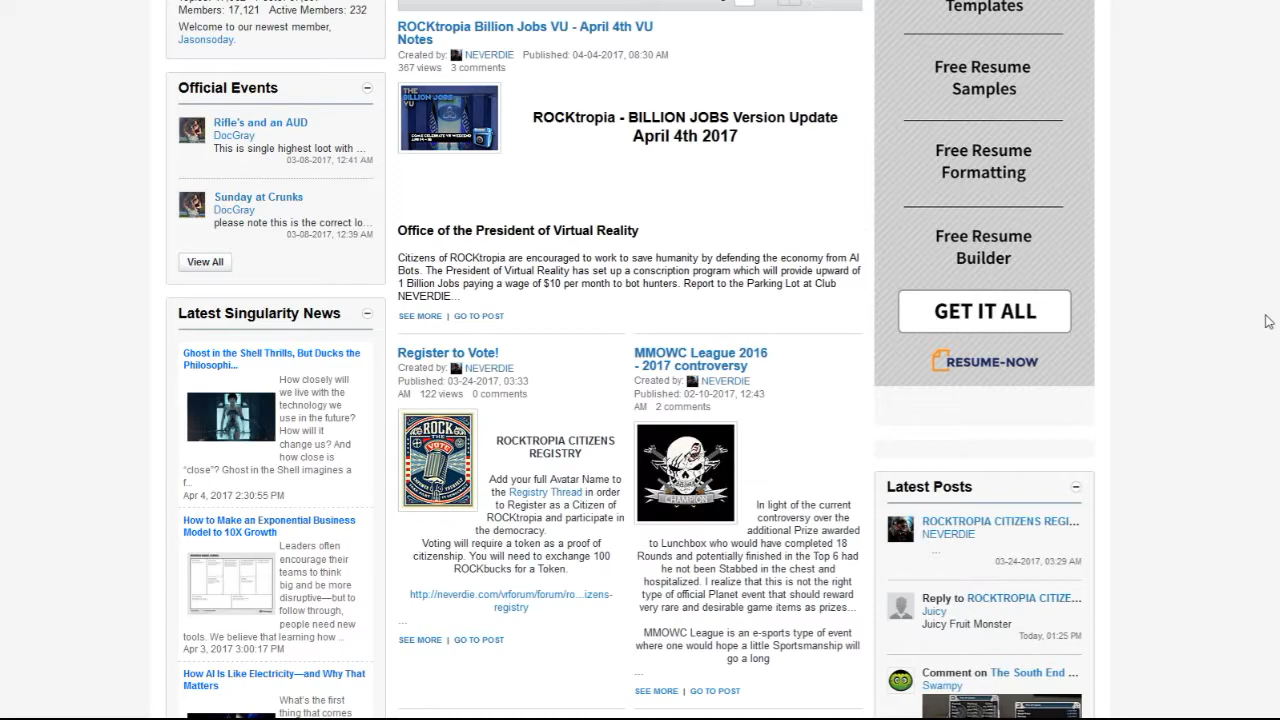 Members: 17,121 Active Members: 232
Welcome to our newest member,
Jasonsoday.
Official Events
Rifle's and an AUD
DocGray
This is single highest loot with ...
03-08-2017, 12:41 AM
Sunday at Crunks
DocGray
please note this is the correct lo...
03-08-2017, 12:39 AM
View All
Latest Singularity News
Ghost in the Shell Thrills, But Ducks the
Philosophi...
How closely will
we live with the
technology we
use in the future?
How will it
change us? And
how close is
“close”? Ghost in the Shell imagines a
f...
Apr 4, 2017 2:30:55 PM
How to Make an Exponential Business
Model to 10X Growth
Leaders often
encourage their
teams to think
big and be more
disruptive—but to
follow through,
people need new
tools. We believe that learning how ..
Apr 3, 2017 3:00:17 PM
How AI Is Like Electricity—and Why That
Matters
What's the first
thing that comes
ROCKtropia Billion Jobs VU - April 4th VU
Notes
Created by: NEVERDIE Published: 04-04-2017, 08:30 AM
367 views 3 comments
THE
BILLION JOBS
VU
COME CELEBRATE VU WEEKEND
ROCKtropia - BILLION JOBS Version Update
April 4th 2017
Office of the President of Virtual Reality
Citizens of ROCKtropia are encouraged to work to save humanity by defending the economy from AI
Bots. The President of Virtual Reality has set up a conscription program which will provide upward of
1 Billion Jobs paying a wage of $10 per month to bot hunters. Report to the Parking Lot at Club
NEVERDIE...
SEE MORE | GO TO POST
Register to Vote!
Created by: NEVERDIE
Published: 03-24-2017, 03:33
AM 122 views 0 comments
ROCK
THE
VOTE
ROCKTROPIA CITIZENS
REGISTRY
Add your full Avatar Name to
the Registry Thread in order
to Register as a Citizen of
ROCKtropia and participate in
the democracy.
Voting will require a token as a proof of
citizenship. You will need to exchange 100
ROCKbucks for a Token.
http://neverdie.com/vrforum/forum/ro...izens-
registry
...
SEE MORE | GO TO POST
MMOWC League 2016
- 2017 controversy
Created by: NEVERDIE
Published: 02-10-2017, 12:43
AM 2 comments
CHAMPION
In light of the current
controversy over the
additional Prize awarded
to Lunchbox who would have completed 18
Rounds and potentially finished in the Top 6 had
he not been Stabbed in the chest and
hospitalized. I realize that this is not the right
type of official Planet event that should reward
very rare and desirable game items as prizes...
MMOWC League is an e-sports type of event
where one would hope a little Sportsmanship will
go a long
...
SEE MORE | GO TO POST
Templates
Free Resume
Samples
Free Resume
Formatting
Free Resume
Builder
GET IT ALL
RESUME-NOW
Latest Posts
ROCKTROPIA CITIZENS REGI...
NEVERDIE
...
03-24-2017, 03:29 AM
Reply to ROCKTROPIA CITIZE...
Juicy
Juicy Fruit Monster
Today, 01:25 PM
Comment on The South End ...
Swampy